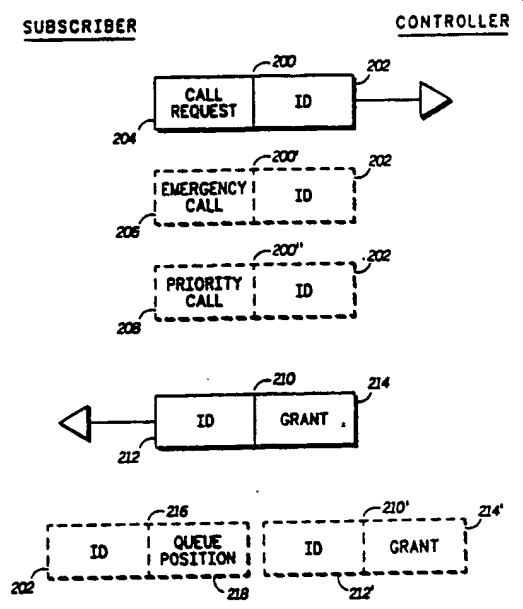 SUBSCRIBER
CONTROLLER
200
202
CALL
REQUEST
ID
204
200'
202
EMERGENCY
CALL
ID
206
200"
202
PRIORITY
CALL
ID
208
210
214
ID
GRANT
212
216
210'
214'
ID
QUEUE
POSITION
ID
GRANT
202
218
212'